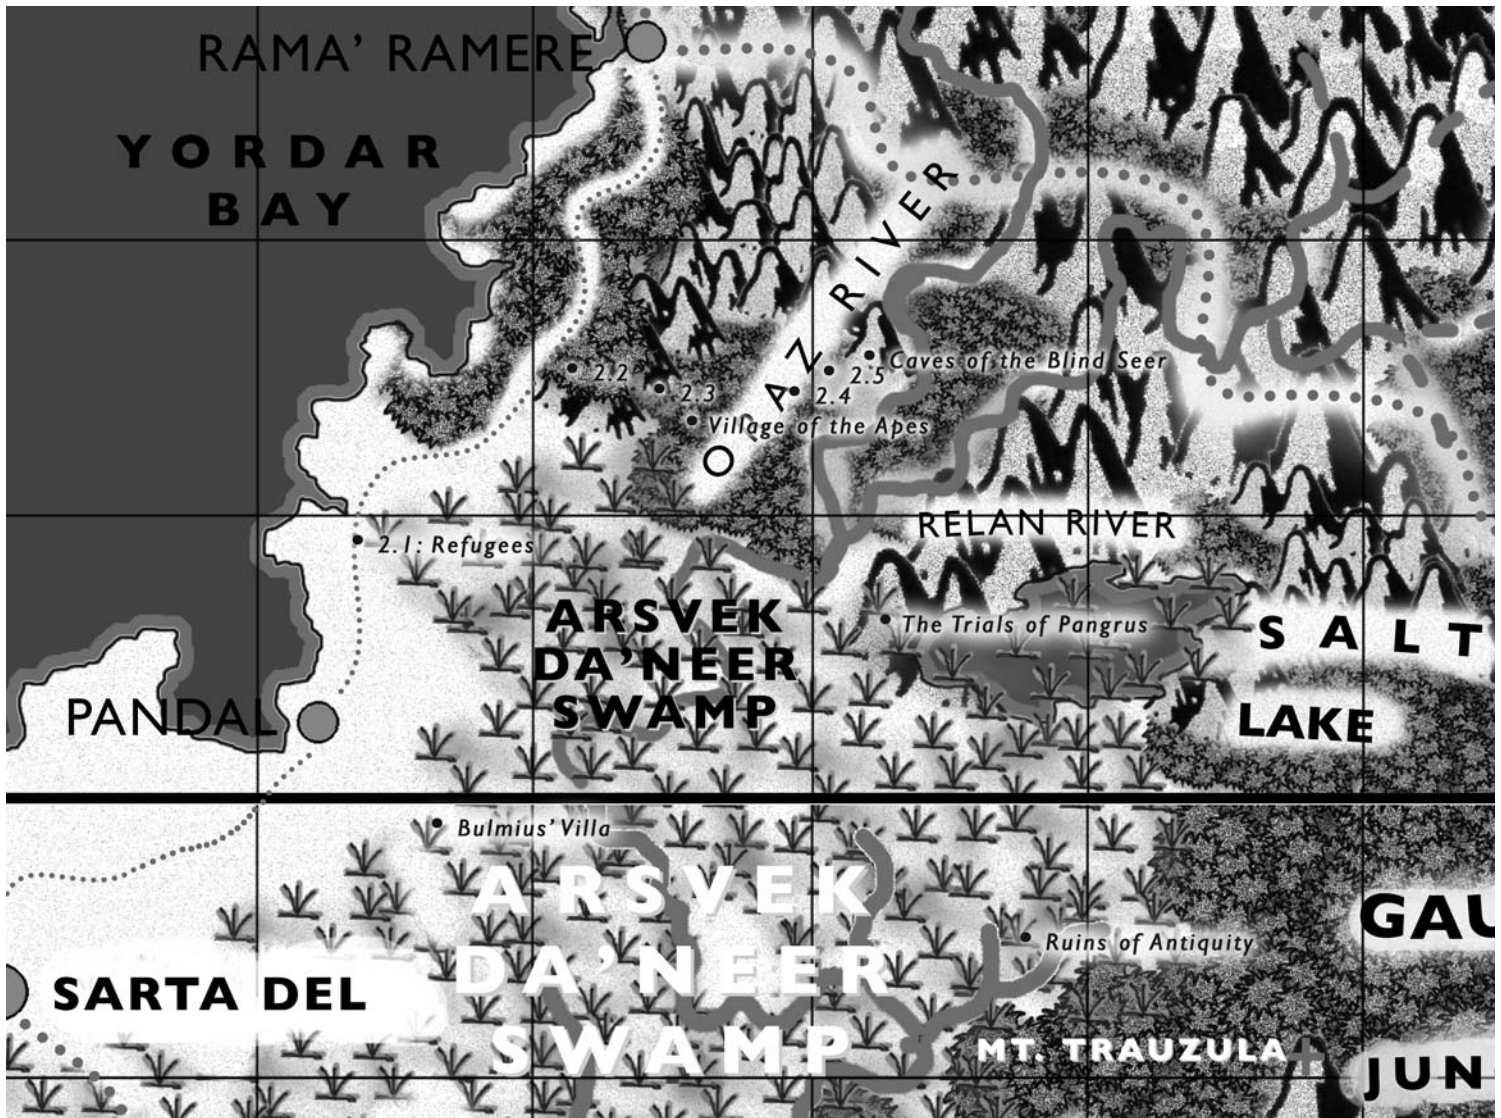 RAMA' RAMERE
YORDAR
BAY
RIVER
2.2
2.3
2.4
2.5
Caves of the Blind Seer
Village of the Apes
RELAN RIVER
2.1: Refugees
ARSVEK
DA'NEER
SWAMP
The Trials of Pangrus
SALT
LAKE
PANDAL
Bulmius' Villa
ARSVEK
DA'NEER
SWAMP
GAU
Ruins of Antiquity
SARTA DEL
MT. TRAUZULA
JUN